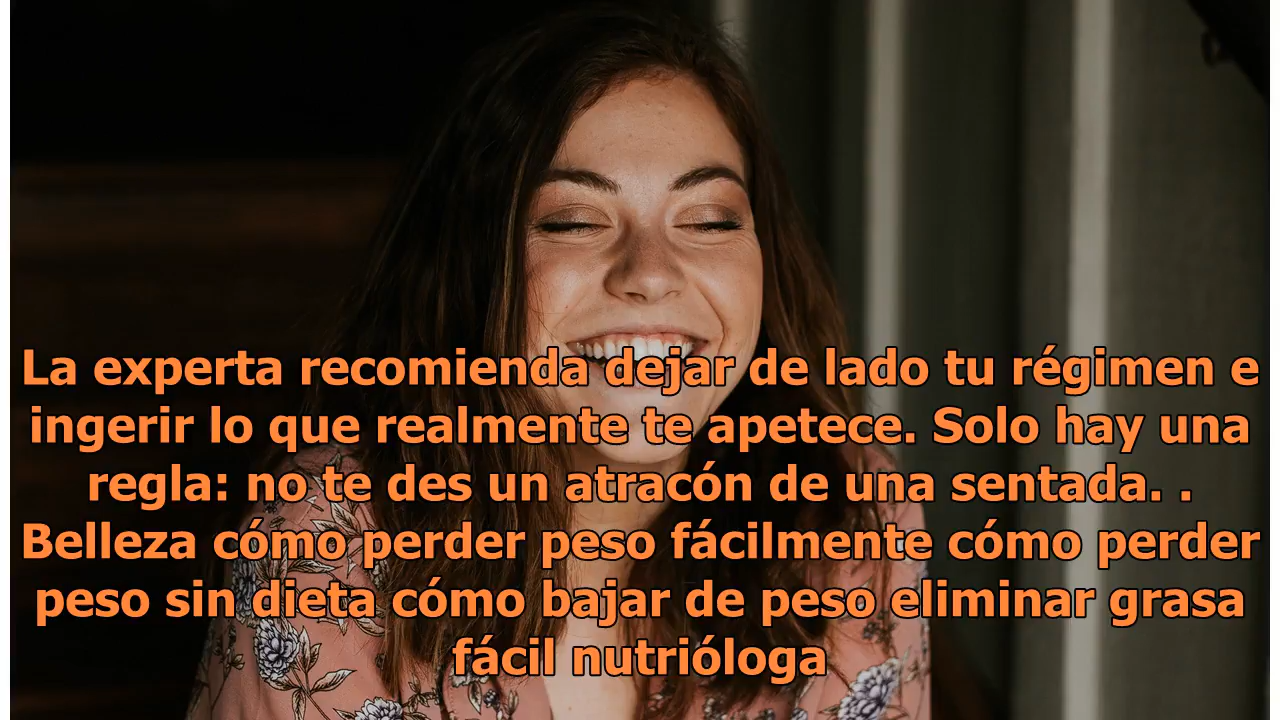 La experta recomienda dejar de lado tu régimen e
ingerir lo que realmente te apetece. Solo hay una
regla: no te des un atracón de una sentada. .
Belleza cómo perder peso fácilmente cómo perder
peso sin dieta cómo bajar de peso eliminar grasa
fácil nutrióloga